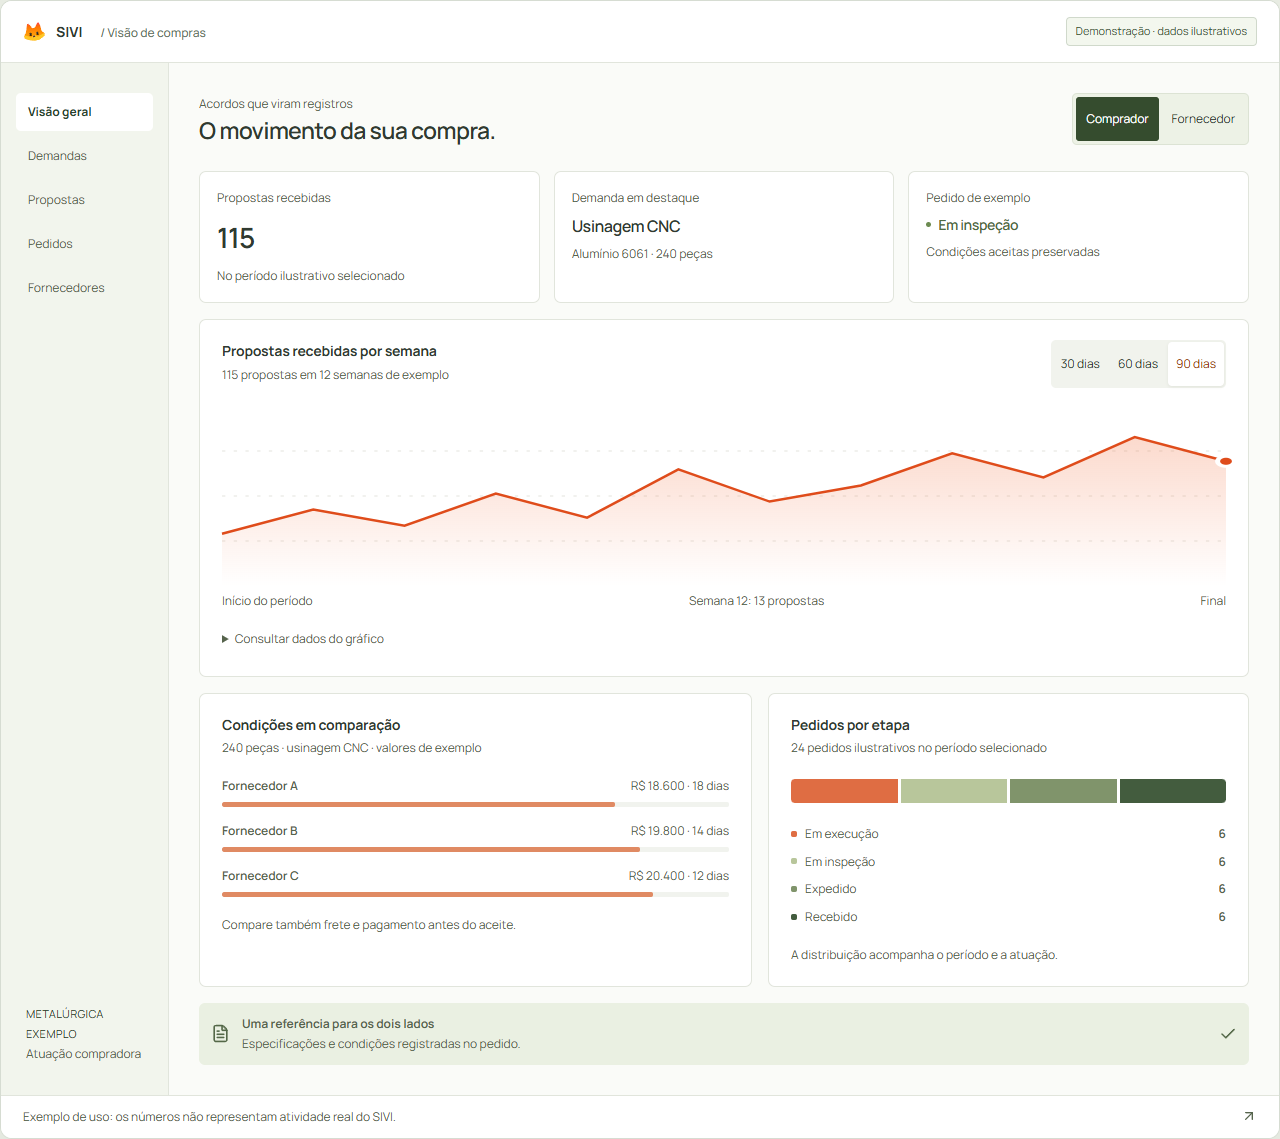 SIVI / Visão de compras
Demonstração · dados ilustrativos
Visão geral
Demandas
Propostas
Pedidos
Fornecedores
METALÚRGICA
EXEMPLO
Atuação compradora
Acordos que viram registros
O movimento da sua compra.
Comprador Fornecedor
Propostas recebidas
115
No período ilustrativo selecionado
Demanda em destaque
Usinagem CNC
Alumínio 6061 · 240 peças
Pedido de exemplo
Em inspeção
Condições aceitas preservadas
Propostas recebidas por semana
115 propostas em 12 semanas de exemplo
30 dias 60 dias 90 dias
Início do período Semana 12: 13 propostas Final
Consultar dados do gráfico
Condições em comparação
240 peças · usinagem CNC · valores de exemplo
Fornecedor A R$ 18.600 · 18 dias
Fornecedor B R$ 19.800 · 14 dias
Fornecedor C R$ 20.400 · 12 dias
Compare também frete e pagamento antes do aceite.
Pedidos por etapa
24 pedidos ilustrativos no período selecionado
Em execução 6
Em inspeção 6
Expedido 6
Recebido 6
A distribuição acompanha o período e a atuação.
Uma referência para os dois lados
Especificações e condições registradas no pedido.
Exemplo de uso: os números não representam atividade real do SIVI.